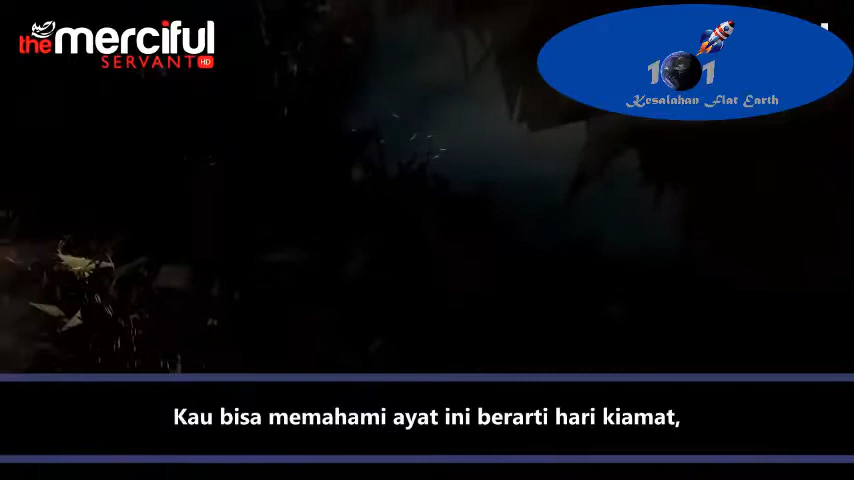 the merciful
SERVANT HD
101
Kesalahan Flat Earth
Kau bisa memahami ayat ini berarti hari kiamat,